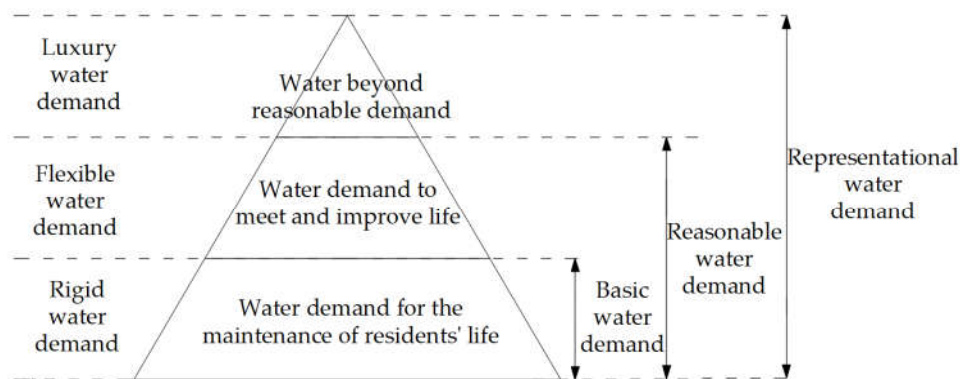 Luxury
water
demand
Water beyond
reasonable demand
Flexible
water
demand
Water demand to
meet and improve life
Rigid
water
demand
Water demand for the
maintenance of residents' life
Basic
water
demand
Reasonable
water
demand
Representational
water
demand